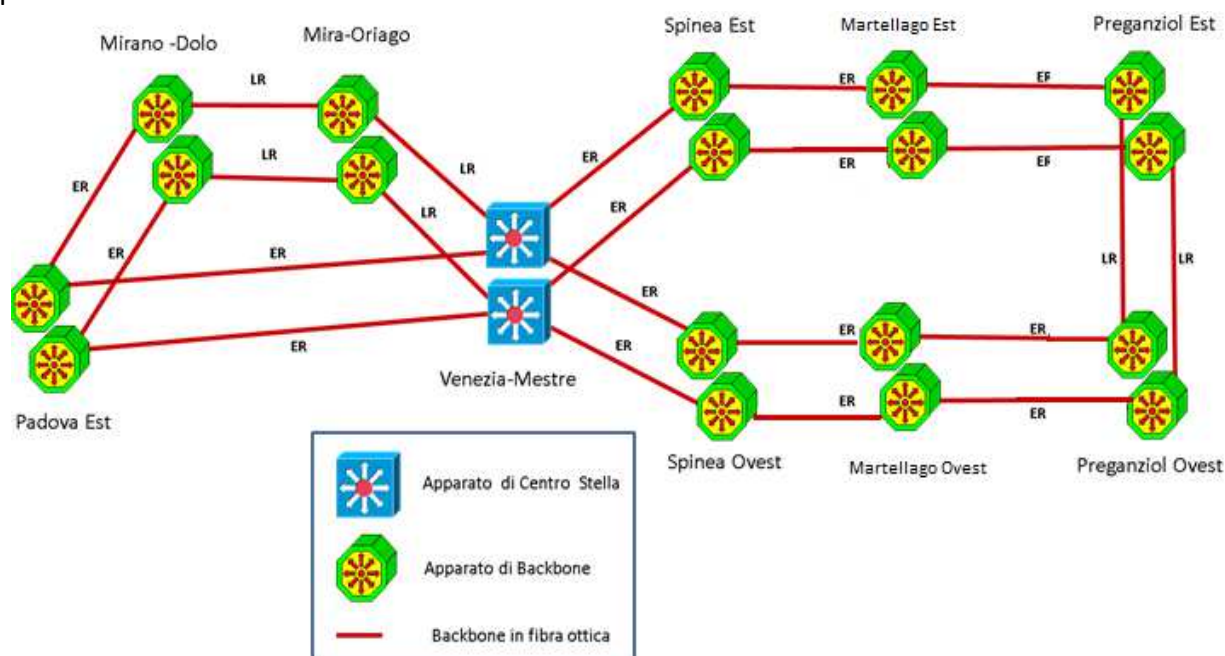 Spinea Est
Martellago Est
Preganziol Est
Mirano -Dolo
Mira-Oriago
LR
ER
EF
LR
ER
EF
ER
LR
LR
ER
ER
ER
ER
LR
LR
ER
ER
ER
ER
ER
ER
ER
Venezia-Mestre
Padova Est
Spinea Ovest
Martellago Ovest
Preganziol Ovest
Apparato di Centro Stella
Apparato di Backbone
Backbone in fibra ottica